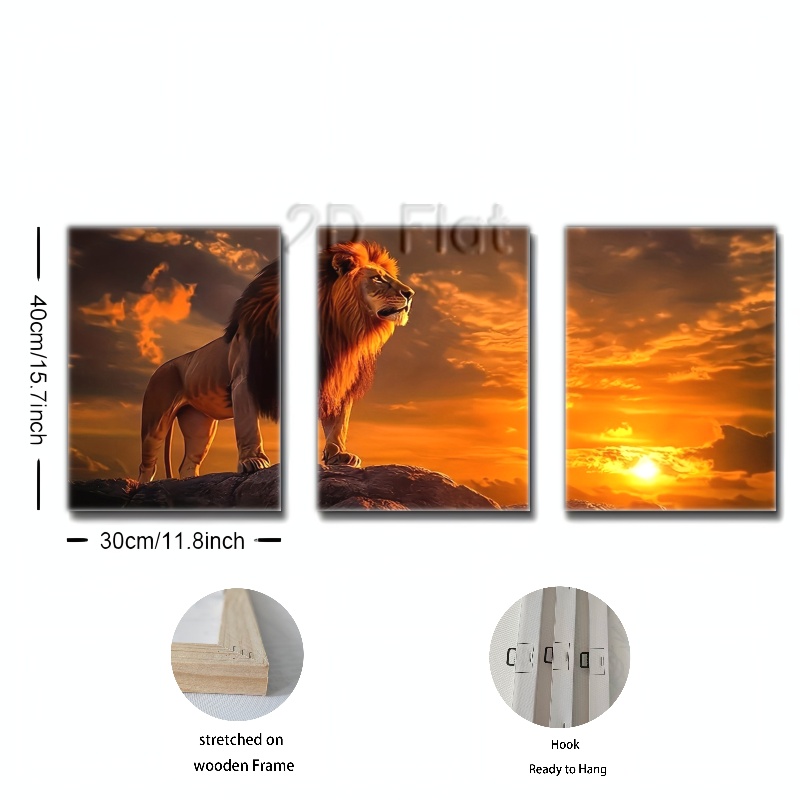 2D Flat
40cm/15.7inch
30cm/11.8inch
stretched on
wooden Frame
Hook
Ready to Hang